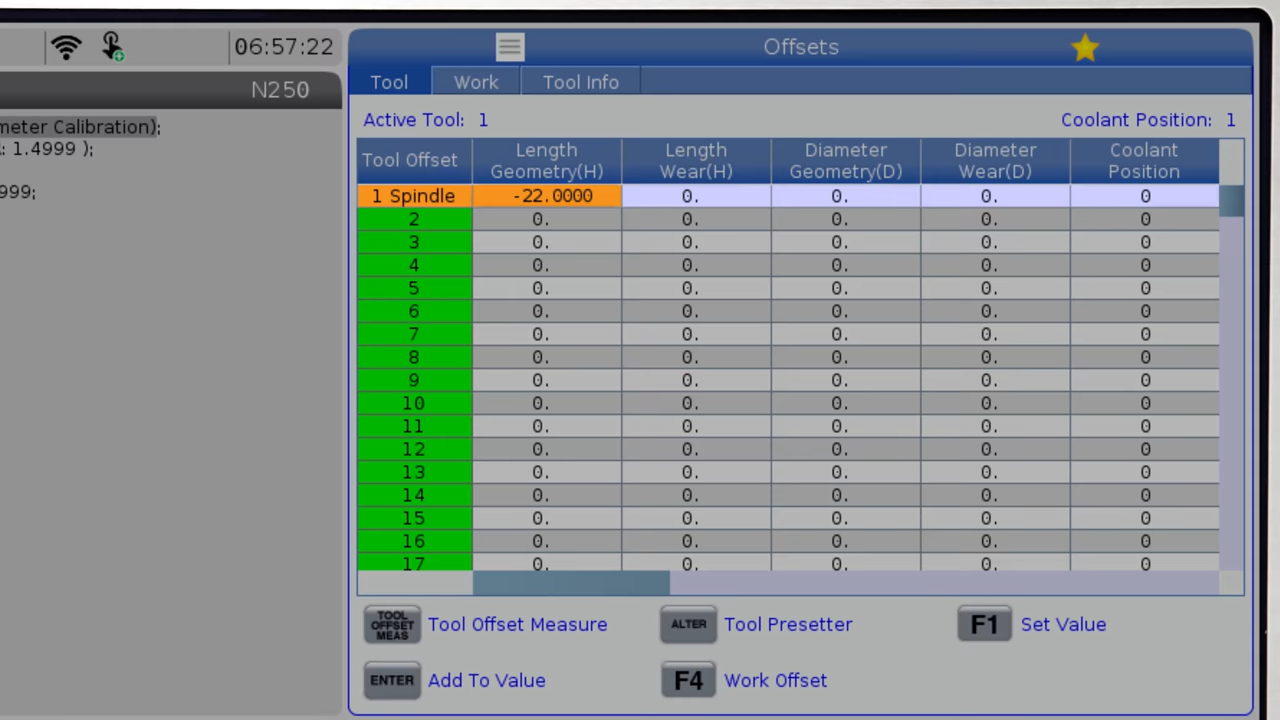 06:57:22
N250
meter Calibration);
: 1.4999 );
999;
Offsets
Tool Work Tool Info
Active Tool: 1 Coolant Position: 1
Tool Offset Length Geometry(H) Length Wear(H) Diameter Geometry(D) Diameter Wear(D) Coolant Position
1 Spindle -22.0000 0. 0. 0. 0
2 0. 0. 0. 0. 0
3 0. 0. 0. 0. 0
4 0. 0. 0. 0. 0
5 0. 0. 0. 0. 0
6 0. 0. 0. 0. 0
7 0. 0. 0. 0. 0
8 0. 0. 0. 0. 0
9 0. 0. 0. 0. 0
10 0. 0. 0. 0. 0
11 0. 0. 0. 0. 0
12 0. 0. 0. 0. 0
13 0. 0. 0. 0. 0
14 0. 0. 0. 0. 0
15 0. 0. 0. 0. 0
16 0. 0. 0. 0. 0
17 0. 0. 0. 0. 0
TOOL OFFSET MEAS Tool Offset Measure ALTER Tool Presetter F1 Set Value
ENTER Add To Value F4 Work Offset